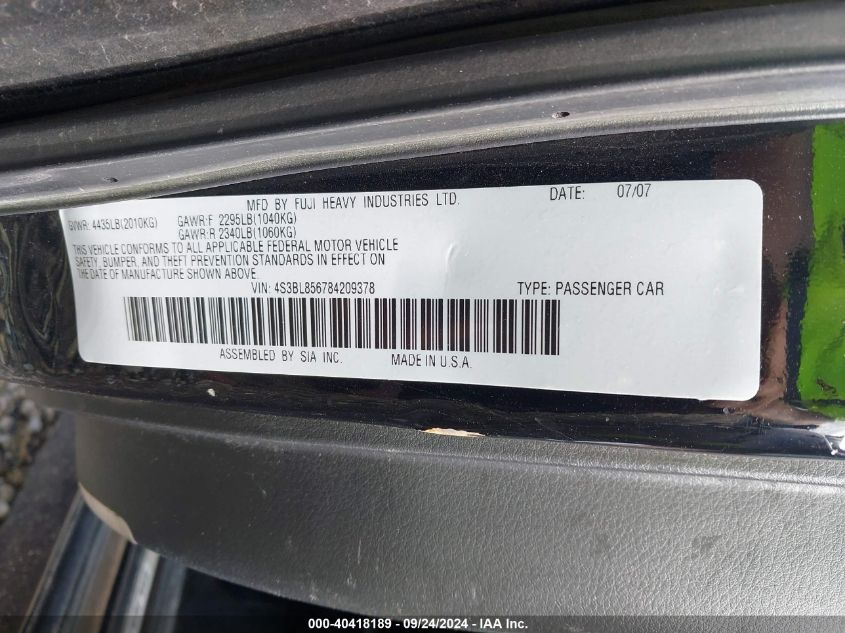 MFD BY FUJI HEAVY INDUSTRIES LTD. DATE: 07/07
GVWR: 4435LB(2010KG) GAWR:F 2295LB(1040KG)
GAWR:R 2340LB(1060KG)
THIS VEHICLE CONFORMS TO ALL APPLICABLE FEDERAL MOTOR VEHICLE
SAFETY, BUMPER, AND THEFT PREVENTION STANDARDS IN EFFECT ON
THE DATE OF MANUFACTURE SHOWN ABOVE.
VIN: 4S3BL856784209378 TYPE: PASSENGER CAR
ASSEMBLED BY SIA INC. MADE IN U.S.A.
000-40418189 - 09/24/2024 - © IAA, Inc.